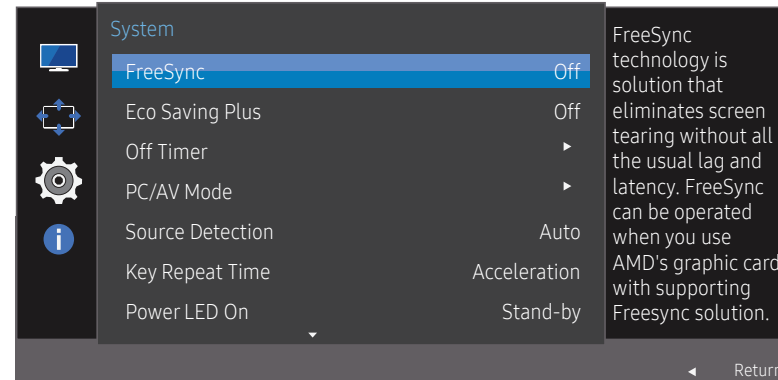 System
FreeSync Off
Eco Saving Plus Off
Off Timer
PC/AV Mode
Source Detection Auto
Key Repeat Time Acceleration
Power LED On Stand-by
FreeSync
technology is
solution that
eliminates screen
tearing without all
the usual lag and
latency. FreeSync
can be operated
when you use
AMD's graphic card
with supporting
Freesync solution.
Return